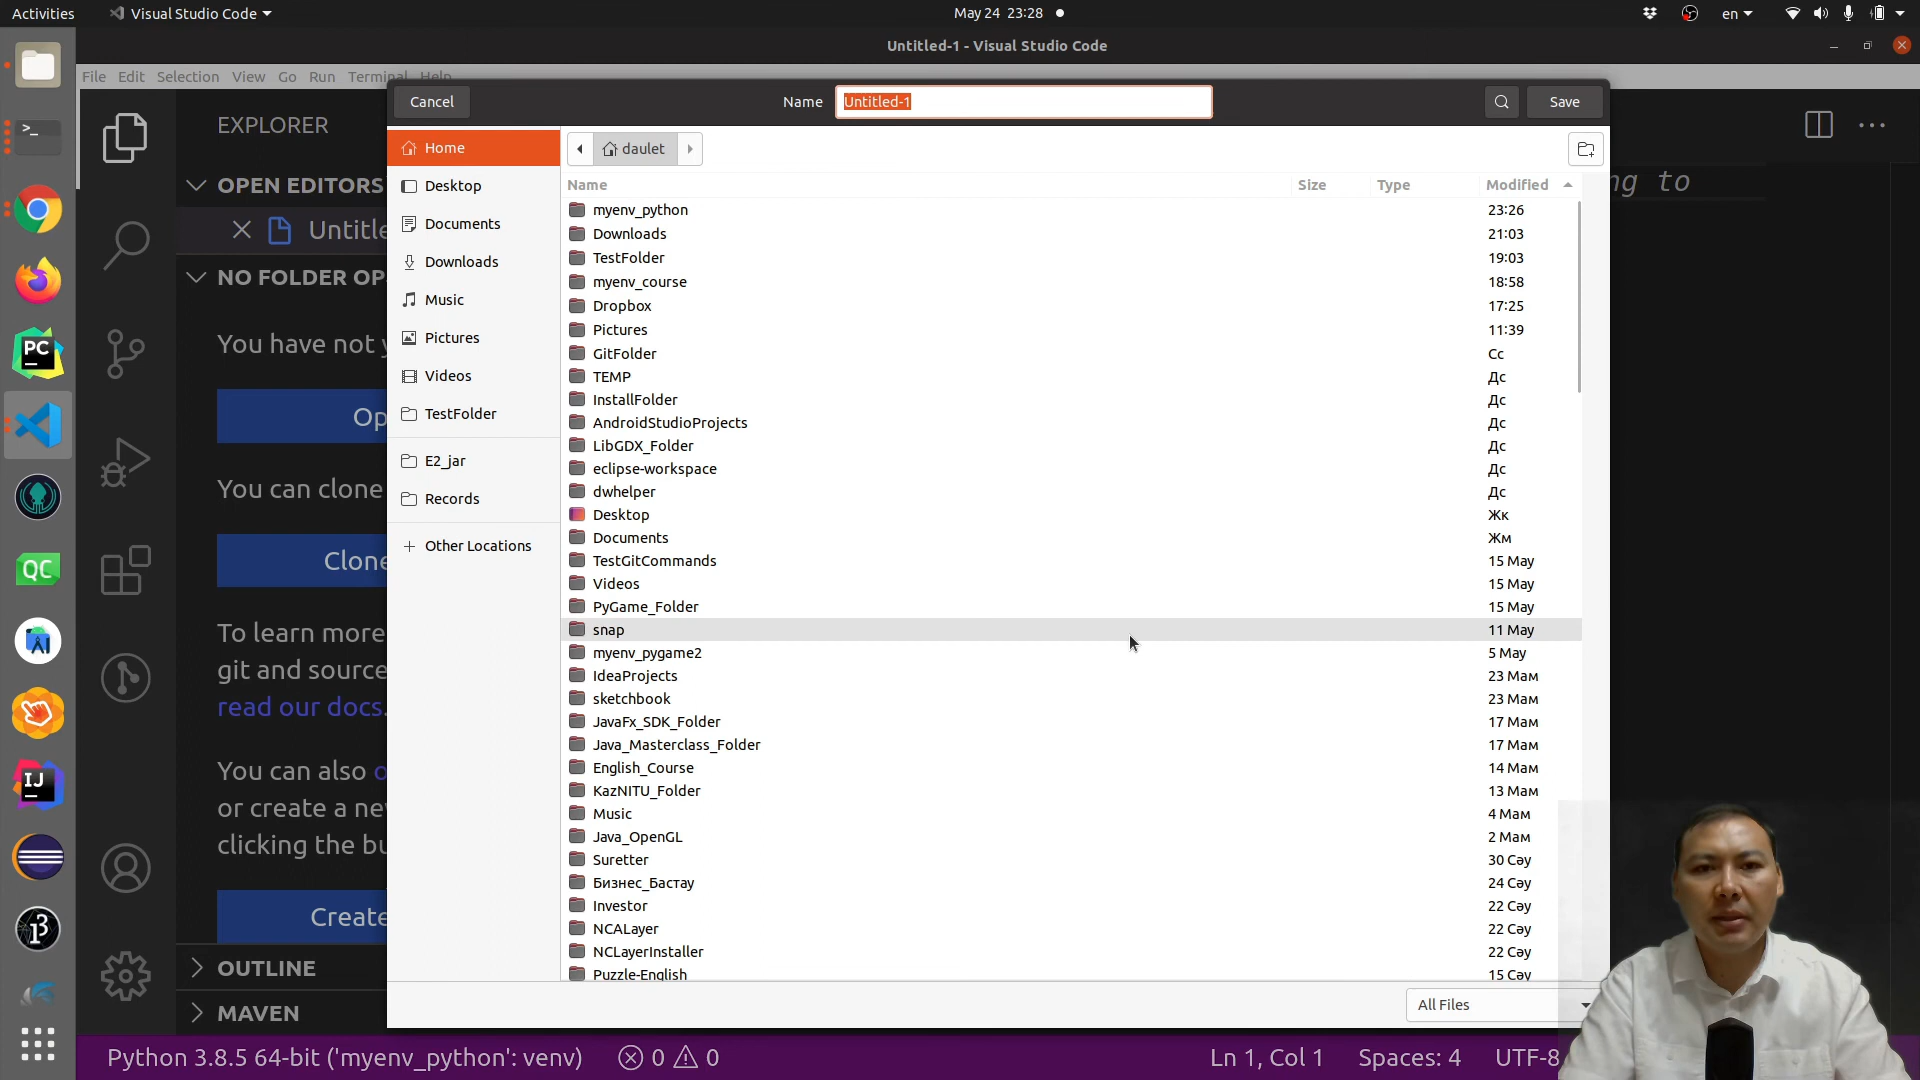 Activities
Visual Studio Code
May 24 23:28
en
Untitled-1 - Visual Studio Code
File Edit Selection View Go Run Terminal Help
Cancel
Name
Untitled-1
Save
EXPLORER
OPEN EDITORS
NO FOLDER OP
You have not y
Op
You can clone
Clone
To learn more
git and source
read our docs.
You can also o
or create a ne
clicking the bu
Create
OUTLINE
MAVEN
Home
Desktop
Documents
Downloads
Music
Pictures
Videos
TestFolder
E2_jar
Records
Other Locations
daulet
Name Size Type Modified
myenv_python 23:26
Downloads 21:03
TestFolder 19:03
myenv_course 18:58
Dropbox 17:25
Pictures 11:39
GitFolder Сс
TEMP Дс
InstallFolder Дс
AndroidStudioProjects Дс
LibGDX_Folder Дс
eclipse-workspace Дс
dwhelper Дс
Desktop Жк
Documents Жм
TestGitCommands 15 May
Videos 15 May
PyGame_Folder 15 May
snap 11 May
myenv_pygame2 5 May
IdeaProjects 23 Мам
sketchbook 23 Мам
JavaFx_SDK_Folder 17 Мам
Java_Masterclass_Folder 17 Мам
English_Course 14 Мам
KazNITU_Folder 13 Мам
Music 4 Мам
Java_OpenGL 2 Мам
Suretter 30 Сәу
Бизнес_Бастау 24 Сәу
Investor 22 Сәу
NCALayer 22 Сәу
NCLayerInstaller 22 Сәу
Puzzle-English 15 Сәу
All Files
ng to
PC
QC
IJ
Python 3.8.5 64-bit ('myenv_python': venv) 0 0 Ln 1, Col 1 Spaces: 4 UTF-8